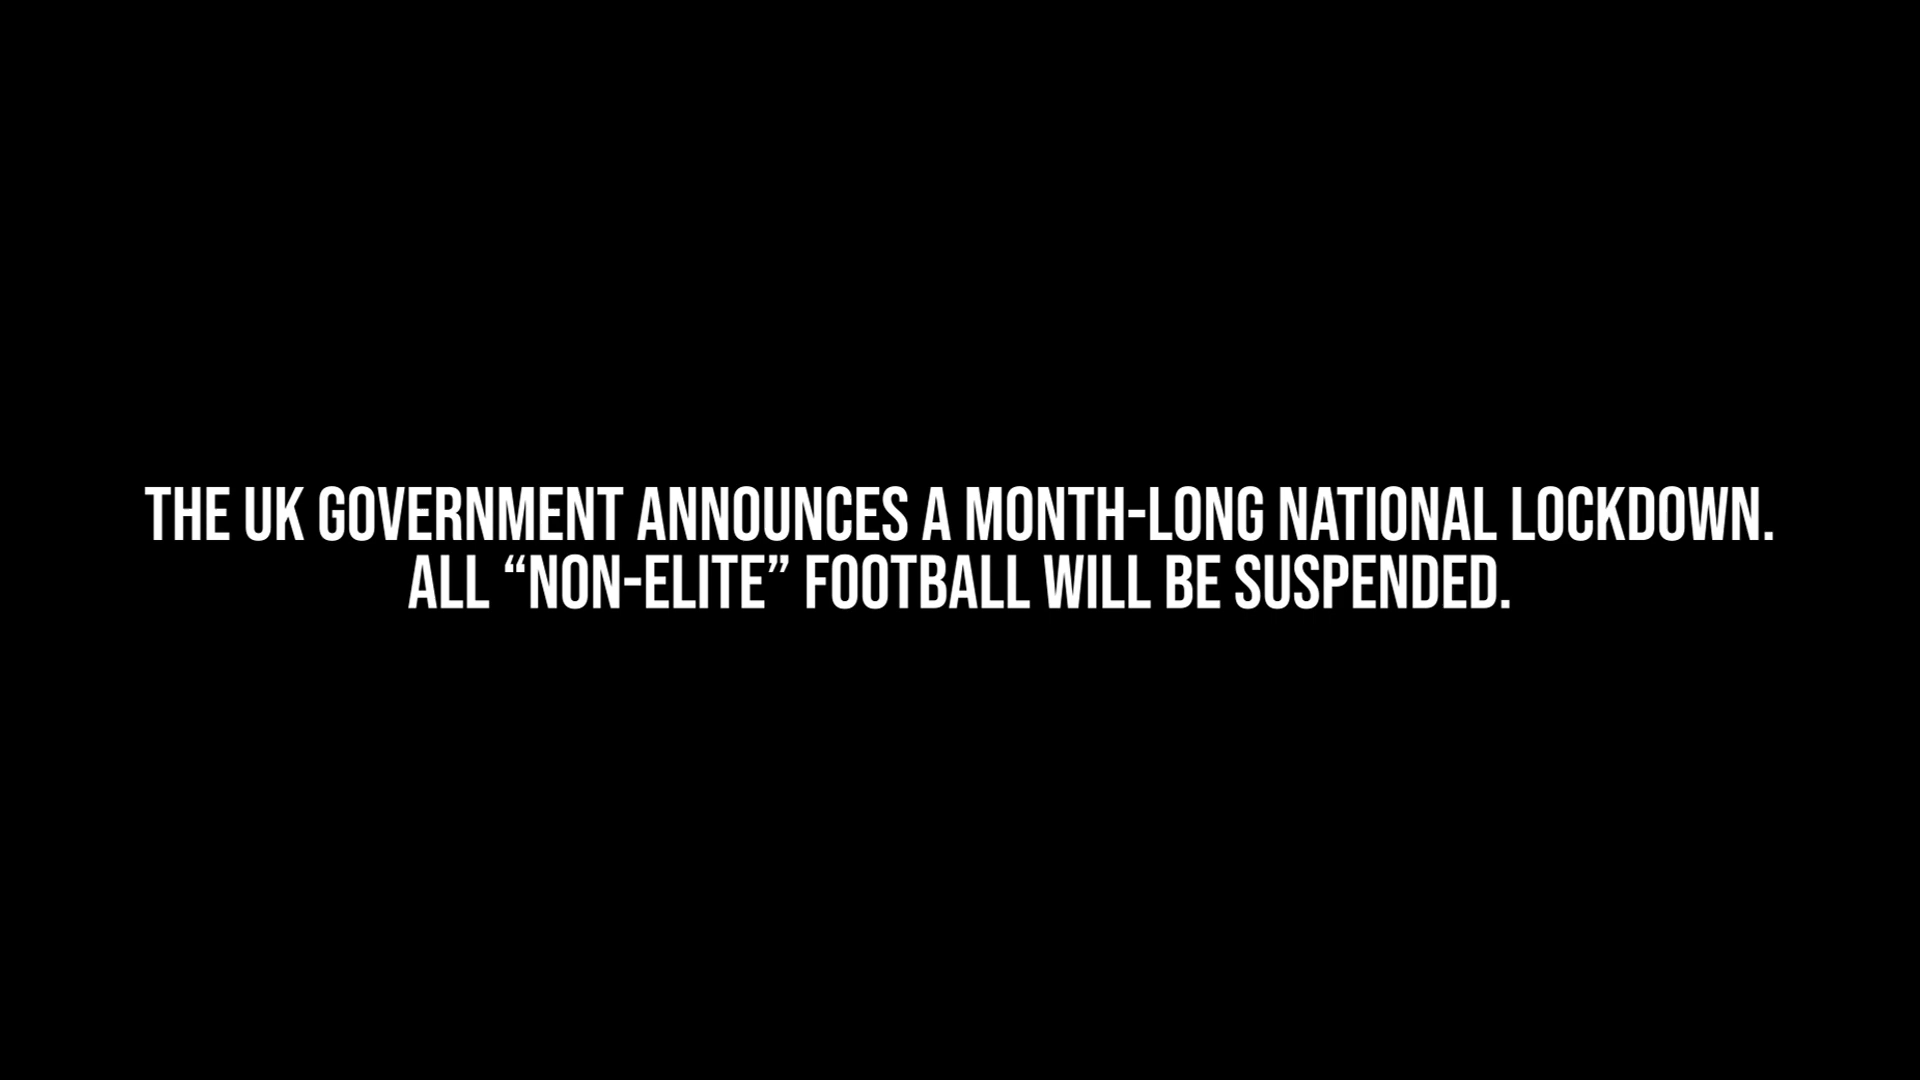 THE UK GOVERNMENT ANNOUNCES A MONTH-LONG NATIONAL LOCKDOWN.
ALL “NON-ELITE” FOOTBALL WILL BE SUSPENDED.